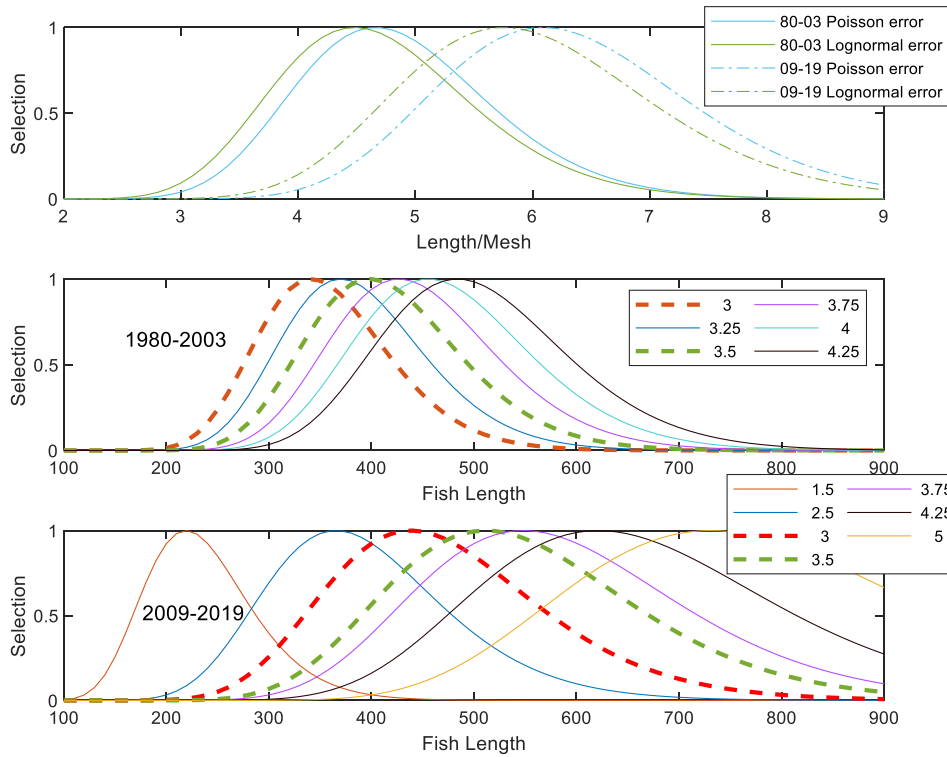 80-03 Poisson error
80-03 Lognormal error
09-19 Poisson error
09-19 Lognormal error
1
0.5
0
Selection
2 3 4 5 6 7 8 9
Length/Mesh
1
0.5
0
Selection
1980-2003
3 3.75
3.25 4
3.5 4.25
100 200 300 400 500 600 700 800 900
Fish Length
1.5 3.75
2.5 4.25
3 5
3.5
1
0.5
0
Selection
2009-2019
100 200 300 400 500 600 700 800 900
Fish Length